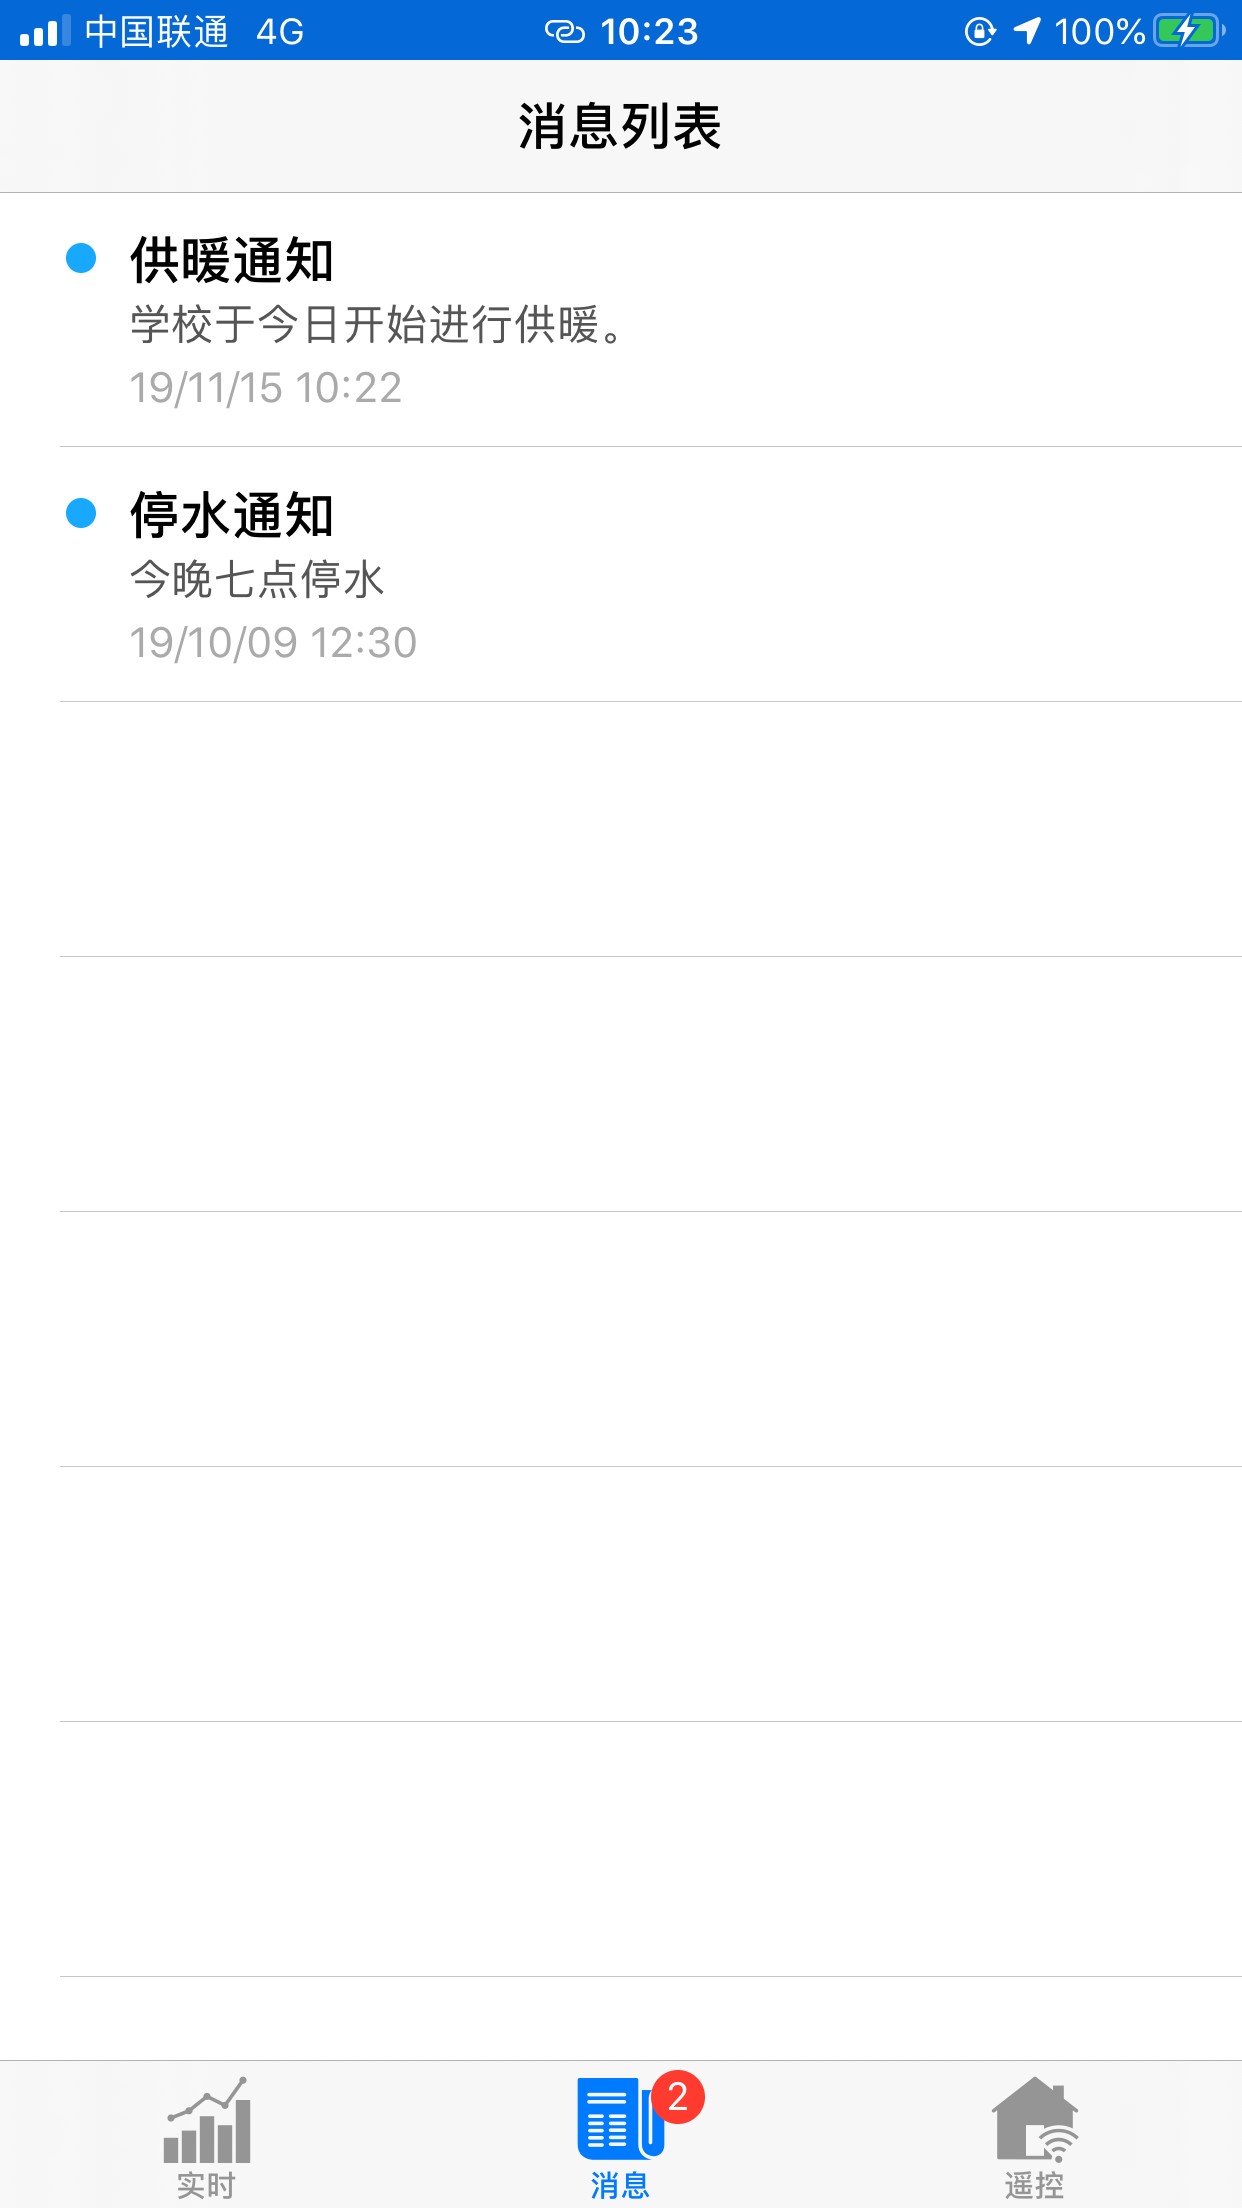 中国联通 4G 10:23 100%
消息列表
供暖通知
学校于今日开始进行供暖。
19/11/15 10:22
停水通知
今晚七点停水
19/10/09 12:30
2
实时 消息 遥控